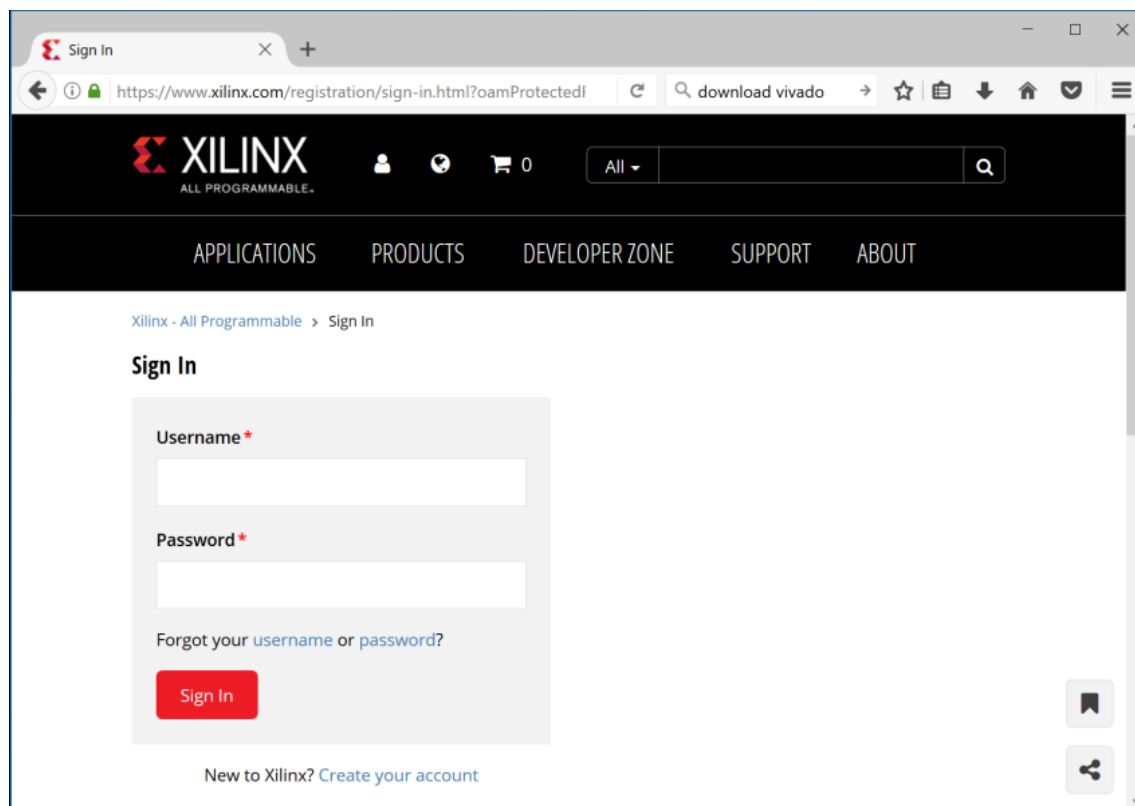 Sign In
https://www.xilinx.com/registration/sign-in.html?oamProtected
download vivado
XILINX
ALL PROGRAMMABLE™
0
All
APPLICATIONS PRODUCTS DEVELOPER ZONE SUPPORT ABOUT
Xilinx - All Programmable > Sign In
Sign In
Username*
Password*
Forgot your username or password?
Sign In
New to Xilinx? Create your account